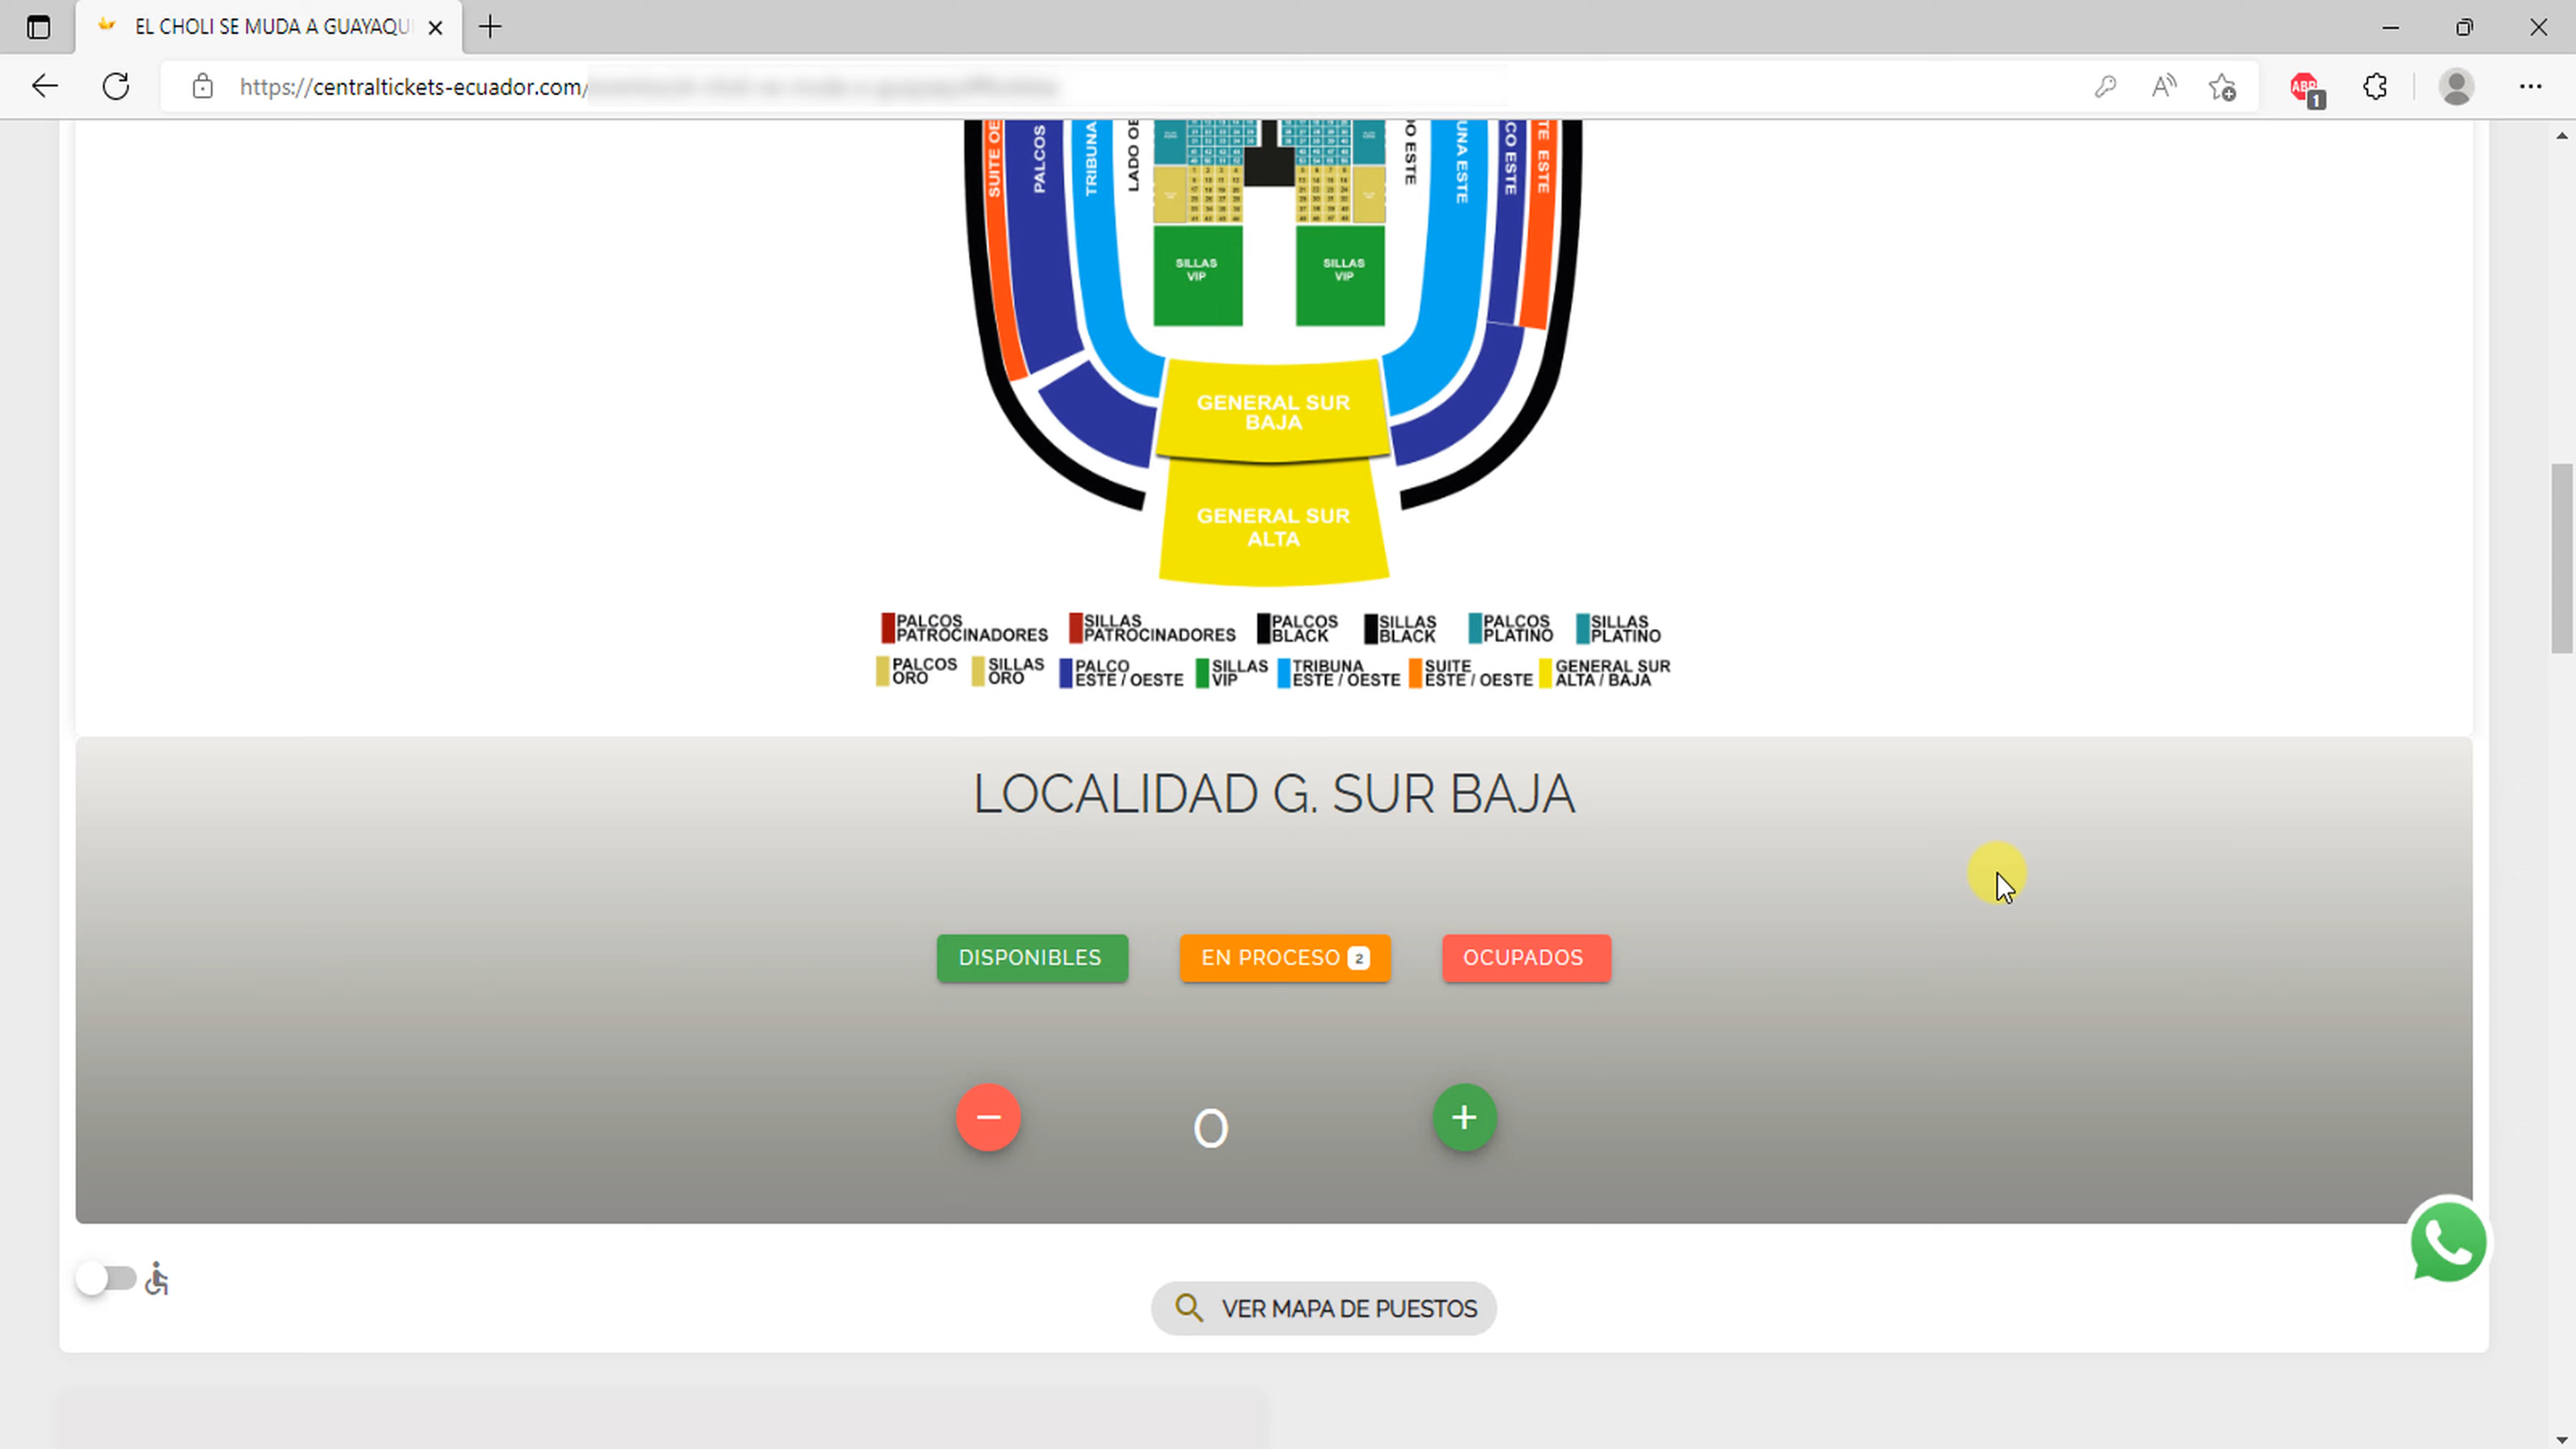 EL CHOLI SE MUDA A GUAYAQU
https://centraltickets-ecuador.com/
ABP
1
SUITE OE
PALCOS
TRIBUNA
LADO O
DO ESTE
UNA ESTE
CO ESTE
TE ESTE
SILLAS
VIP
SILLAS
VIP
GENERAL SUR
BAJA
GENERAL SUR
ALTA
PALCOS
PATROCINADORES
SILLAS
PATROCINADORES
PALCOS
BLACK
SILLAS
BLACK
PALCOS
PLATINO
SILLAS
PLATINO
PALCOS
ORO
SILLAS
ORO
PALCO
ESTE / OESTE
SILLAS
VIP
TRIBUNA
ESTE / OESTE
SUITE
ESTE / OESTE
GENERAL SUR
ALTA / BAJA
LOCALIDAD G. SUR BAJA
DISPONIBLES
EN PROCESO 2
OCUPADOS
− 0 +
VER MAPA DE PUESTOS